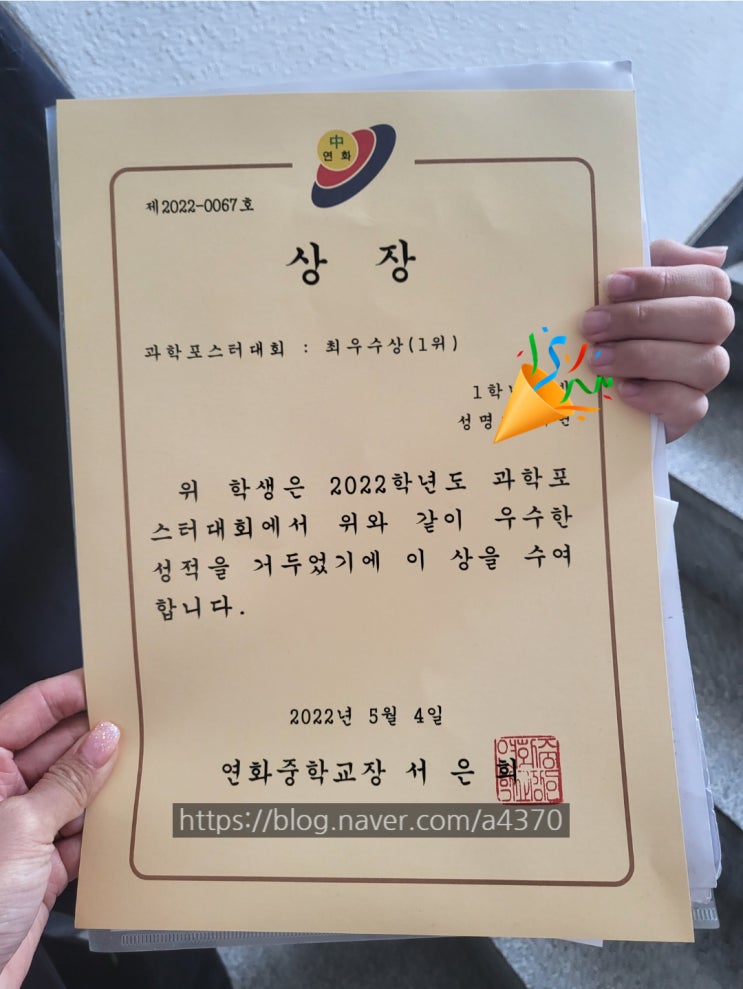 中
연 화
제2022-0067호
상 장
과학포스터대회 : 최우수상(1위)
1학
성명
위 학생은 2022학년도 과학포
스터대회에서 위와 같이 우수한
성적을 거두었기에 이 상을 수여
합니다.
2022년 5월 4일
연화중학교장 서 은 희
https://blog.naver.com/a4370